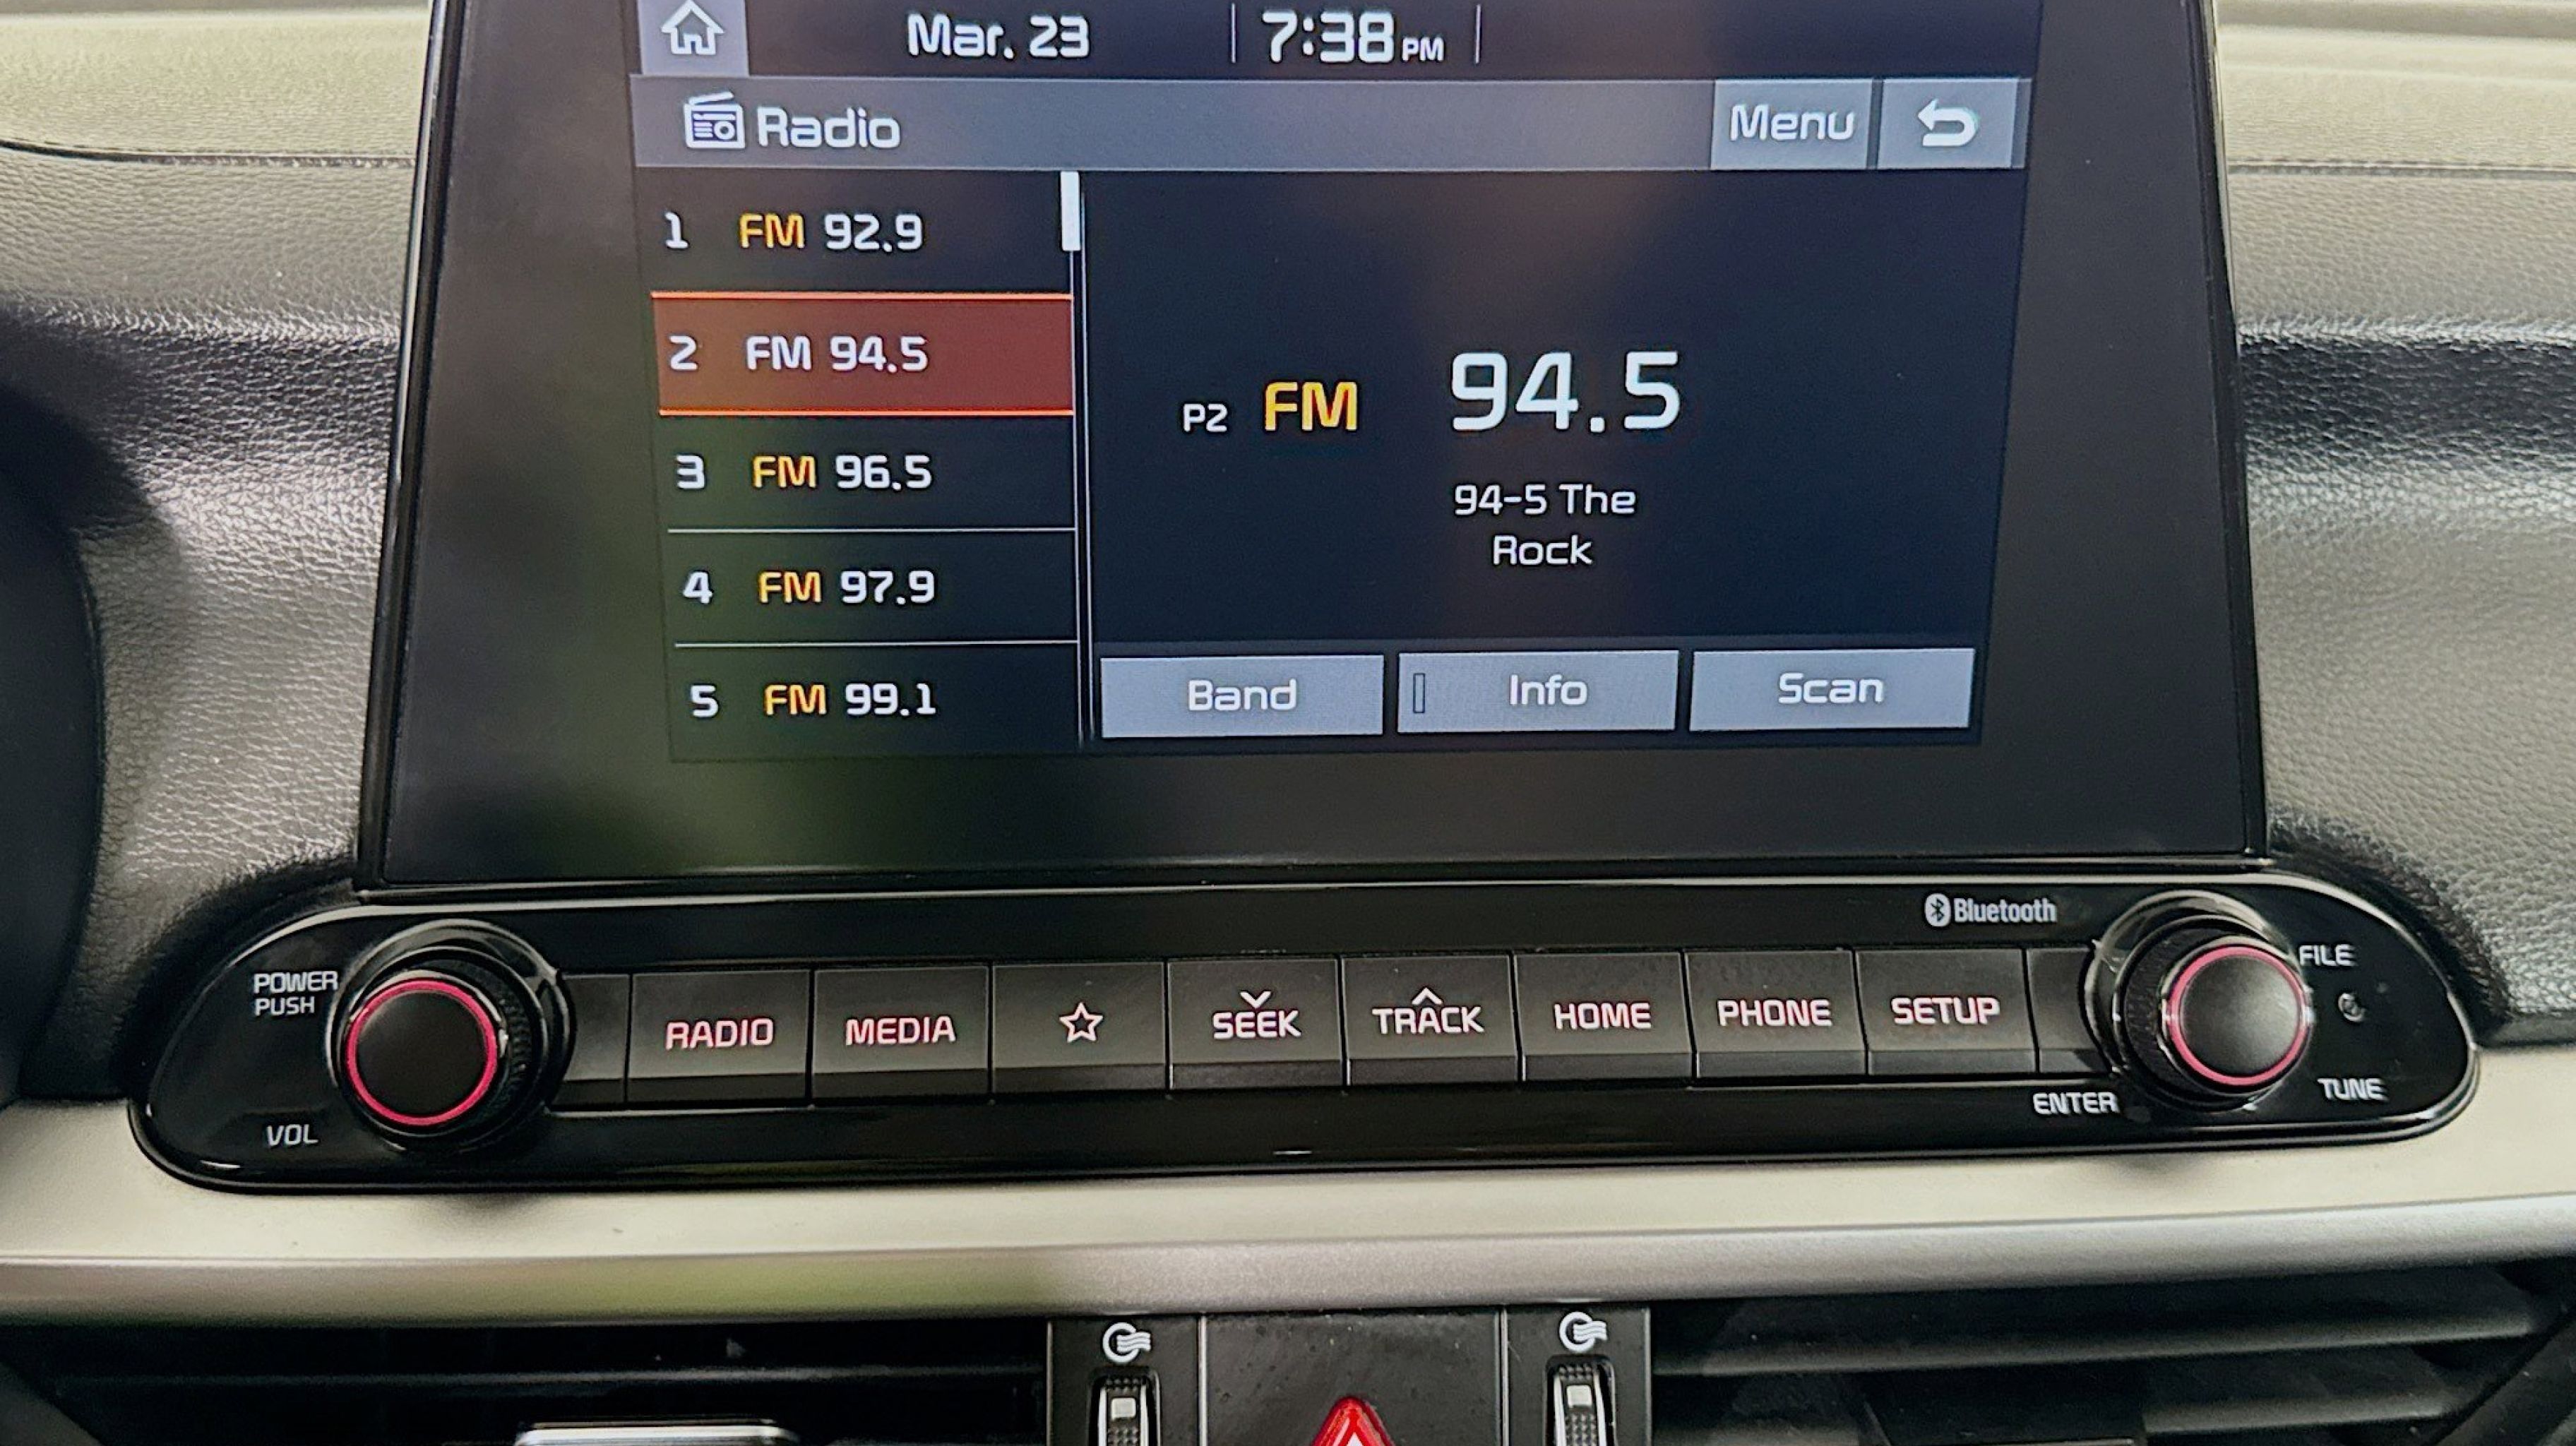 Mar. 23 7:38 PM
Radio Menu
1 FM 92.9
2 FM 94.5
3 FM 96.5
4 FM 97.9
5 FM 99.1
P2 FM 94.5
94-5 The
Rock
Band Info Scan
Bluetooth
POWER
PUSH
VOL
RADIO MEDIA SEEK TRACK HOME PHONE SETUP
FILE
TUNE
ENTER